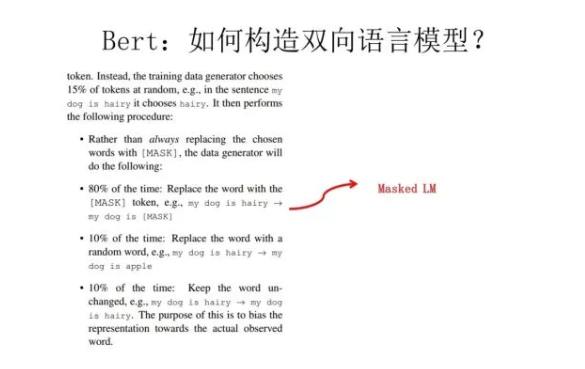 Bert：如何构造双向语言模型？
token. Instead, the training data generator chooses
15% of tokens at random, e.g., in the sentence my
dog is hairy it chooses hairy. It then performs
the following procedure:
• Rather than always replacing the chosen
words with [MASK], the data generator will
do the following:
• 80% of the time: Replace the word with the
[MASK] token, e.g., my dog is hairy →
my dog is [MASK]
Masked LM
• 10% of the time: Replace the word with a
random word, e.g., my dog is hairy → my
dog is apple
• 10% of the time: Keep the word un-
changed, e.g., my dog is hairy → my dog
is hairy. The purpose of this is to bias the
representation towards the actual observed
word.